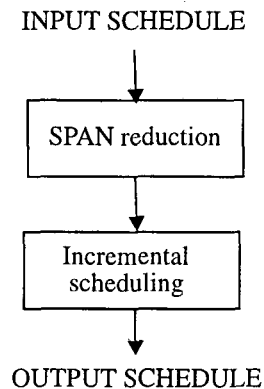 INPUT SCHEDULE
SPAN reduction
Incremental
scheduling
OUTPUT SCHEDULE